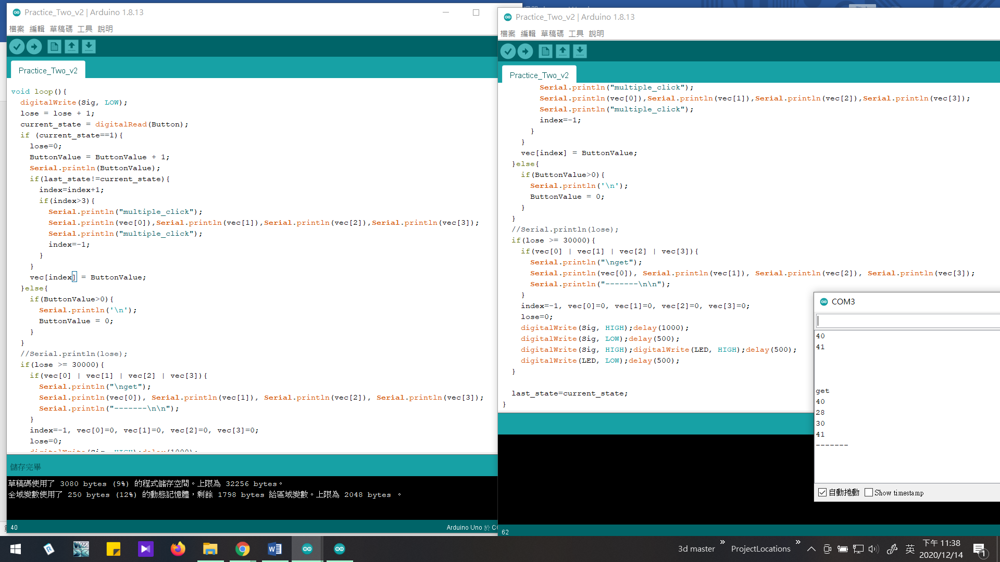 Practice_Two_v2 | Arduino 1.8.13
檔案 編輯 草稿碼 工具 說明
Practice_Two_v2
void loop(){
digitalWrite(Sig, LOW);
lose = lose + 1;
current_state = digitalRead(Button);
if (current_state==1){
lose=0;
ButtonValue = ButtonValue + 1;
Serial.println(ButtonValue);
if(last_state!=current_state){
index=index+1;
if(index>3){
Serial.println("multiple_click");
Serial.println(vec[0]),Serial.println(vec[1]),Serial.println(vec[2]),Serial.println(vec[3]);
Serial.println("multiple_click");
index=-1;
}
}
vec[index] = ButtonValue;
}else{
if(ButtonValue>0){
Serial.println('\n');
ButtonValue = 0;
}
}
//Serial.println(lose);
if(lose >= 30000){
if(vec[0] | vec[1] | vec[2] | vec[3]){
Serial.println("\nget");
Serial.println(vec[0]), Serial.println(vec[1]), Serial.println(vec[2]), Serial.println(vec[3]);
Serial.println("-------\n\n");
}
index=-1, vec[0]=0, vec[1]=0, vec[2]=0, vec[3]=0;
lose=0;
digitalWrite(Sig, HIGH);delay(1000);
儲存完畢
草稿碼使用了 3080 bytes (9%) 的程式儲存空間。上限為 32256 bytes。
全域變數使用了 250 bytes (12%) 的動態記憶體，剩餘 1798 bytes 給區域變數。上限為 2048 bytes 。
40
Arduino Uno 於 CO
Practice_Two_v2 | Arduino 1.8.13
檔案 編輯 草稿碼 工具 說明
Practice_Two_v2
Serial.println("multiple_click");
Serial.println(vec[0]),Serial.println(vec[1]),Serial.println(vec[2]),Serial.println(vec[3]);
Serial.println("multiple_click");
index=-1;
}
}
vec[index] = ButtonValue;
}else{
if(ButtonValue>0){
Serial.println('\n');
ButtonValue = 0;
}
}
//Serial.println(lose);
if(lose >= 30000){
if(vec[0] | vec[1] | vec[2] | vec[3]){
Serial.println("\nget");
Serial.println(vec[0]), Serial.println(vec[1]), Serial.println(vec[2]), Serial.println(vec[3]);
Serial.println("-------\n\n");
}
index=-1, vec[0]=0, vec[1]=0, vec[2]=0, vec[3]=0;
lose=0;
digitalWrite(Sig, HIGH);delay(1000);
digitalWrite(Sig, LOW);delay(500);
digitalWrite(Sig, HIGH);digitalWrite(LED, HIGH);delay(500);
digitalWrite(LED, LOW);delay(500);
}
last_state=current_state;
}
62
COM3
40
41
get
40
28
30
41
-------
自動捲動 Show timestamp
3d master
ProjectLocations
英
下午 11:38
2020/12/14
1